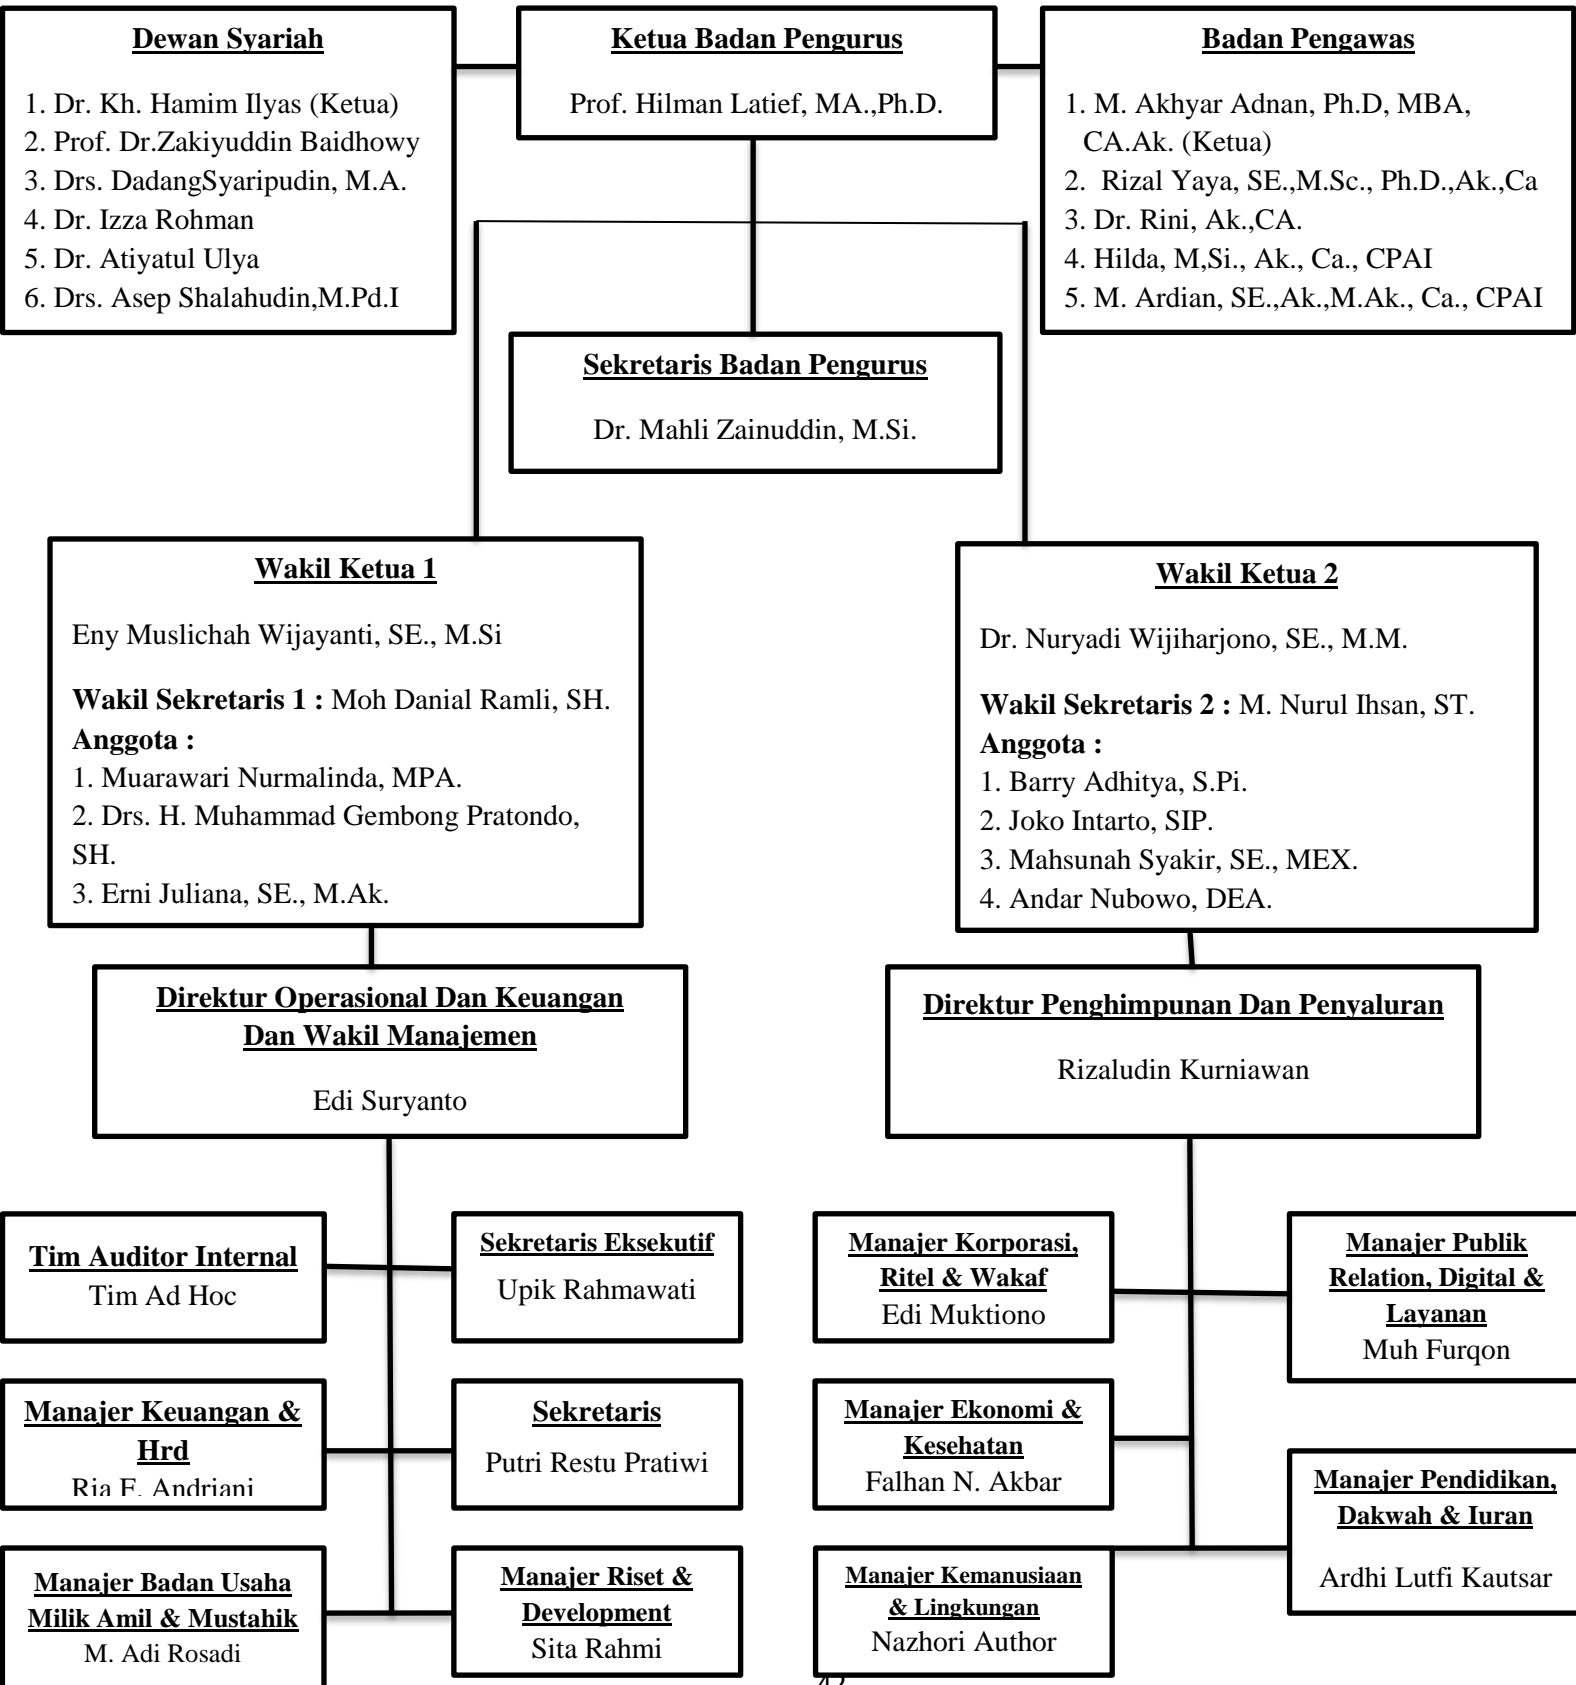 Dewan Syariah
1. Dr. Kh. Hamim Ilyas (Ketua)
2. Prof. Dr.Zakiyuddin Baidhowy
3. Drs. DadangSyaripudin, M.A.
4. Dr. Izza Rohman
5. Dr. Atiyatul Ulya
6. Drs. Asep Shalahudin,M.Pd.I
Ketua Badan Pengurus
Prof. Hilman Latief, MA.,Ph.D.
Badan Pengawas
1. M. Akhyar Adnan, Ph.D, MBA,
CA.Ak. (Ketua)
2. Rizal Yaya, SE.,M.Sc., Ph.D.,Ak.,Ca
3. Dr. Rini, Ak.,CA.
4. Hilda, M,Si., Ak., Ca., CPAI
5. M. Ardian, SE.,Ak.,M.Ak., Ca., CPAI
Sekretaris Badan Pengurus
Dr. Mahli Zainuddin, M.Si.
Wakil Ketua 1
Eny Muslichah Wijayanti, SE., M.Si
Wakil Sekretaris 1 : Moh Danial Ramli, SH.
Anggota :
1. Muarawari Nurmalinda, MPA.
2. Drs. H. Muhammad Gembong Pratondo,
SH.
3. Erni Juliana, SE., M.Ak.
Wakil Ketua 2
Dr. Nuryadi Wijiharjono, SE., M.M.
Wakil Sekretaris 2 : M. Nurul Ihsan, ST.
Anggota :
1. Barry Adhitya, S.Pi.
2. Joko Intarto, SIP.
3. Mahsunah Syakir, SE., MEX.
4. Andar Nubowo, DEA.
Direktur Operasional Dan Keuangan
Dan Wakil Manajemen
Edi Suryanto
Direktur Penghimpunan Dan Penyaluran
Rizaludin Kurniawan
Tim Auditor Internal
Tim Ad Hoc
Sekretaris Eksekutif
Upik Rahmawati
Manajer Korporasi,
Ritel & Wakaf
Edi Muktiono
Manajer Publik
Relation, Digital &
Layanan
Muh Furqon
Manajer Keuangan &
Hrd
Ria F. Andriani
Sekretaris
Putri Restu Pratiwi
Manajer Ekonomi &
Kesehatan
Falhan N. Akbar
Manajer Pendidikan,
Dakwah & Iuran
Ardhi Lutfi Kautsar
Manajer Badan Usaha
Milik Amil & Mustahik
M. Adi Rosadi
Manajer Riset &
Development
Sita Rahmi
Manajer Kemanusiaan
& Lingkungan
Nazhori Author